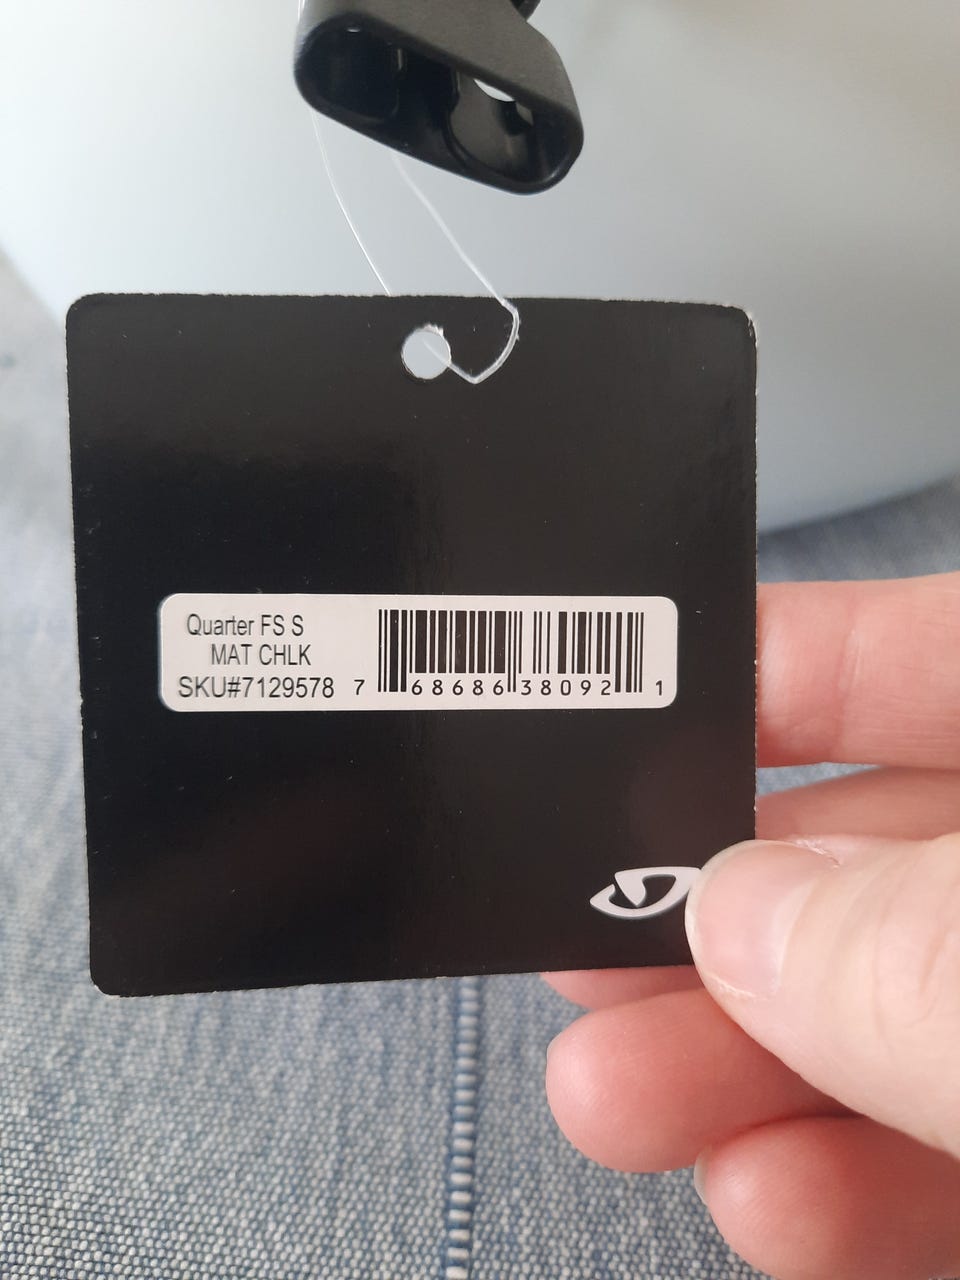 Quarter FS S
MAT CHLK
SKU#7129578
7 68686 38092 1